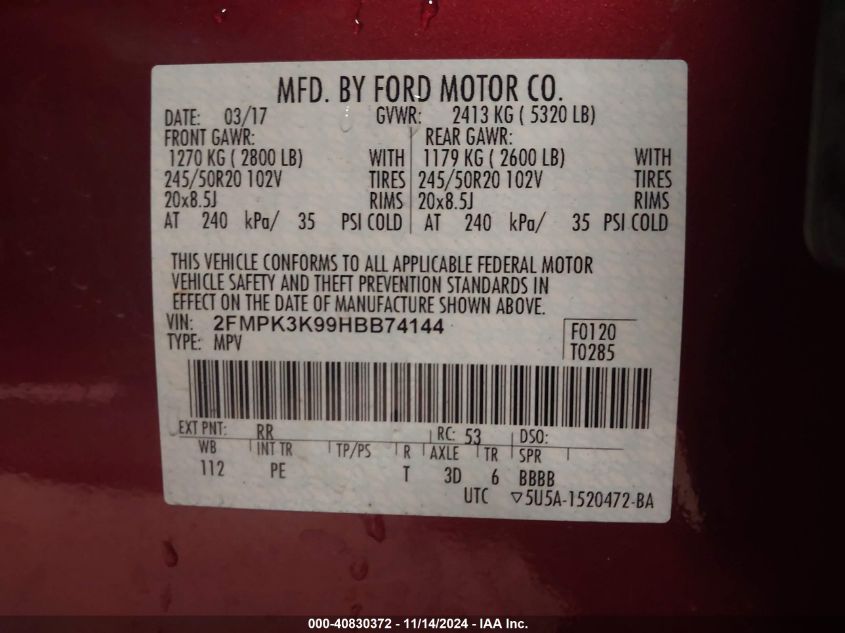 MFD. BY FORD MOTOR CO.
DATE: 03/17 GVWR: 2413 KG ( 5320 LB)
FRONT GAWR: REAR GAWR:
1270 KG ( 2800 LB) WITH 1179 KG ( 2600 LB) WITH
245/50R20 102V TIRES 245/50R20 102V TIRES
20x8.5J RIMS 20x8.5J RIMS
AT 240 kPa/ 35 PSI COLD AT 240 kPa/ 35 PSI COLD
THIS VEHICLE CONFORMS TO ALL APPLICABLE FEDERAL MOTOR
VEHICLE SAFETY AND THEFT PREVENTION STANDARDS IN
EFFECT ON THE DATE OF MANUFACTURE SHOWN ABOVE.
VIN: 2FMPK3K99HBB74144 F0120
TYPE: MPV T0285
EXT PNT: RR RC: 53 DSO:
WB INT TR TP/PS R AXLE TR SPR
112 PE T 3D 6 BBBB
UTC ▽5U5A-1520472-BA
000-40830372 - 11/14/2024 - IAA Inc.